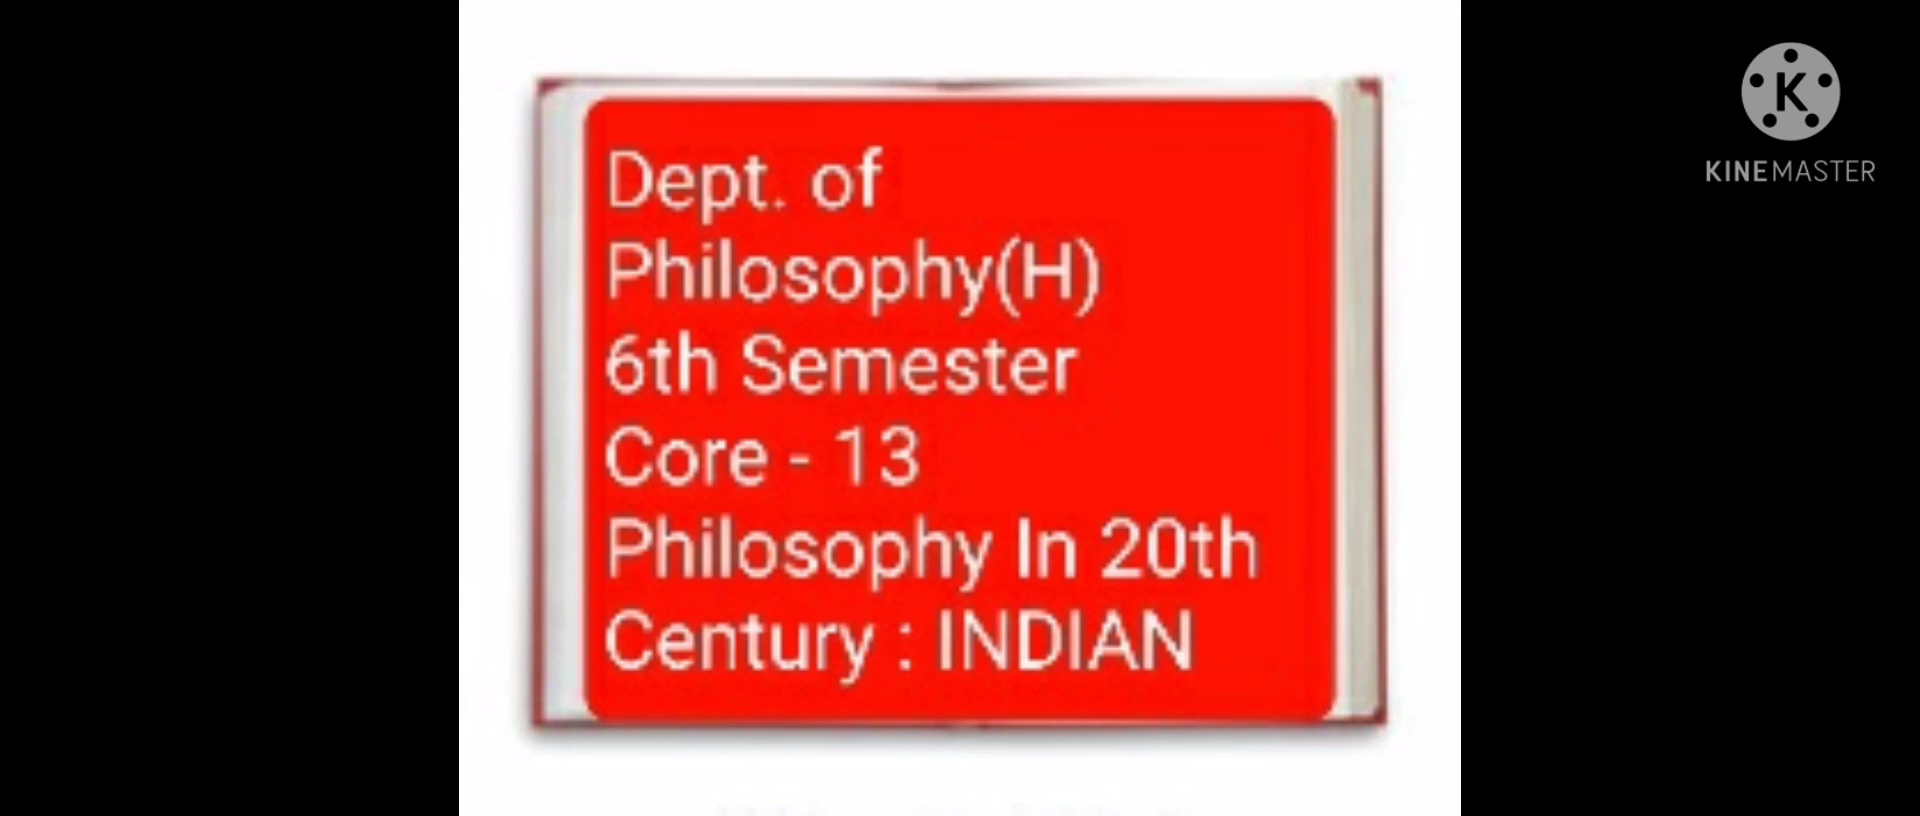 Dept. of
Philosophy(H)
6th Semester
Core - 13
Philosophy In 20th
Century : INDIAN
K
KINEMASTER